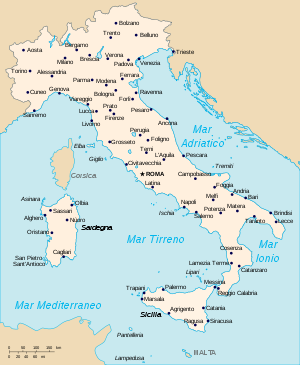 Bolzano
Belluno
Trento
Aosta
Bergamo
Trieste
Verona
Milano
Brescia
Padova
Venezia
Torino
Alessandria
Parma
Modena
Ferrara
Cuneo
Genova
Bologna
Ravenna
Viareggio
Prato
Forlì
Lucca
Firenze
Pesaro
Sanremo
Livorno
Ancona
Mar
Adriatico
Perugia
Foligno
Elba
Grosseto
Terni
L'Aquila
Giglio
Pescara
Civitavecchia
Corsica
ROMA
Tremiti
Campobasso
Latina
Foggia
Andria
Asinara
Olbia
Bari
Sassari
Ischia
Napoli
Melfi
Matera
Brindisi
Alghero
Nuoro
Salerno
Potenza
Taranto
Lecce
Sardegna
Oristano
Mar Tirreno
Mar
Ionio
Cagliari
Cosenza
San Pietro
Sant'Antioco
Lamezia Terme
Catanzaro
Lipari
Messina
Mar Mediterraneo
Trapani
Palermo
Reggio Calabria
Marsala
Sicilia
Agrigento
Catania
Ragusa
Siracusa
Pantelleria
MALTA
Lampedusa
0 50 100 150 km
0 20 40 60 mi